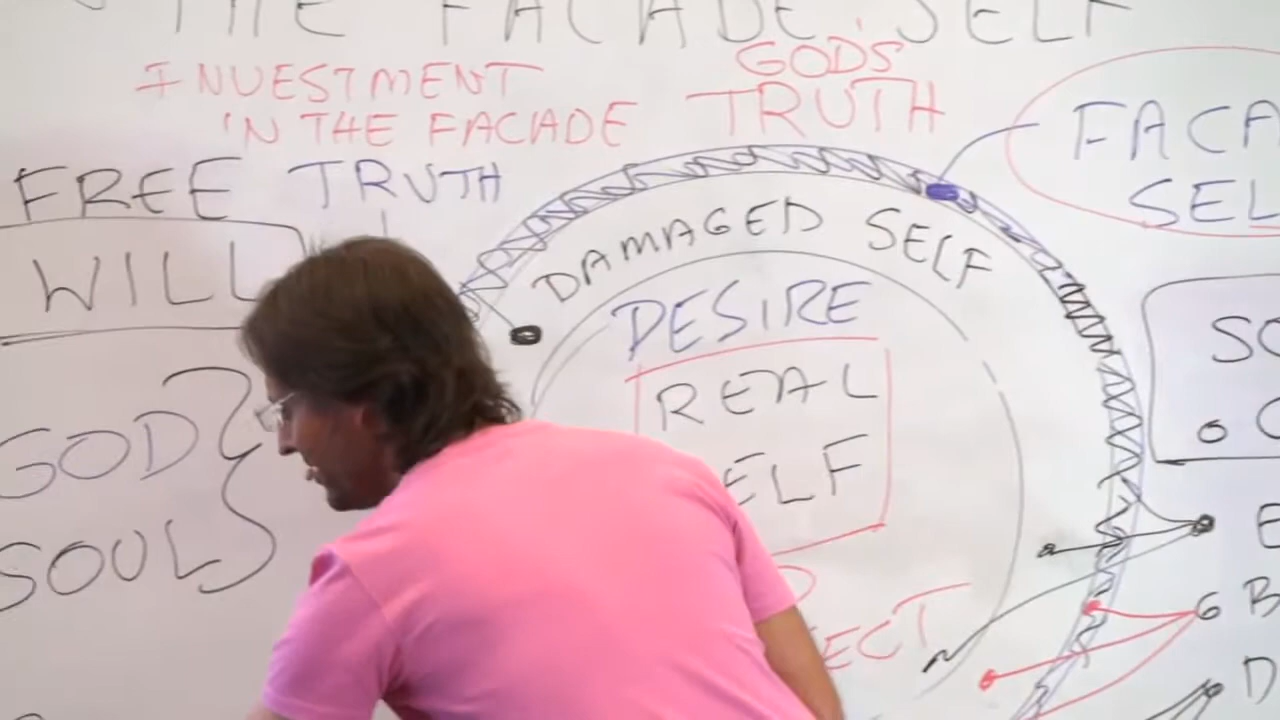 THE FACADE SELF
INVESTMENT
IN THE FACADE
GOD'S
TRUTH
FREE
WILL
TRUTH
FACA
SEL
DAMAGED SELF
DESIRE
REAL
ELF
GOD
SOUL
SO
C
E
B
D
ECT